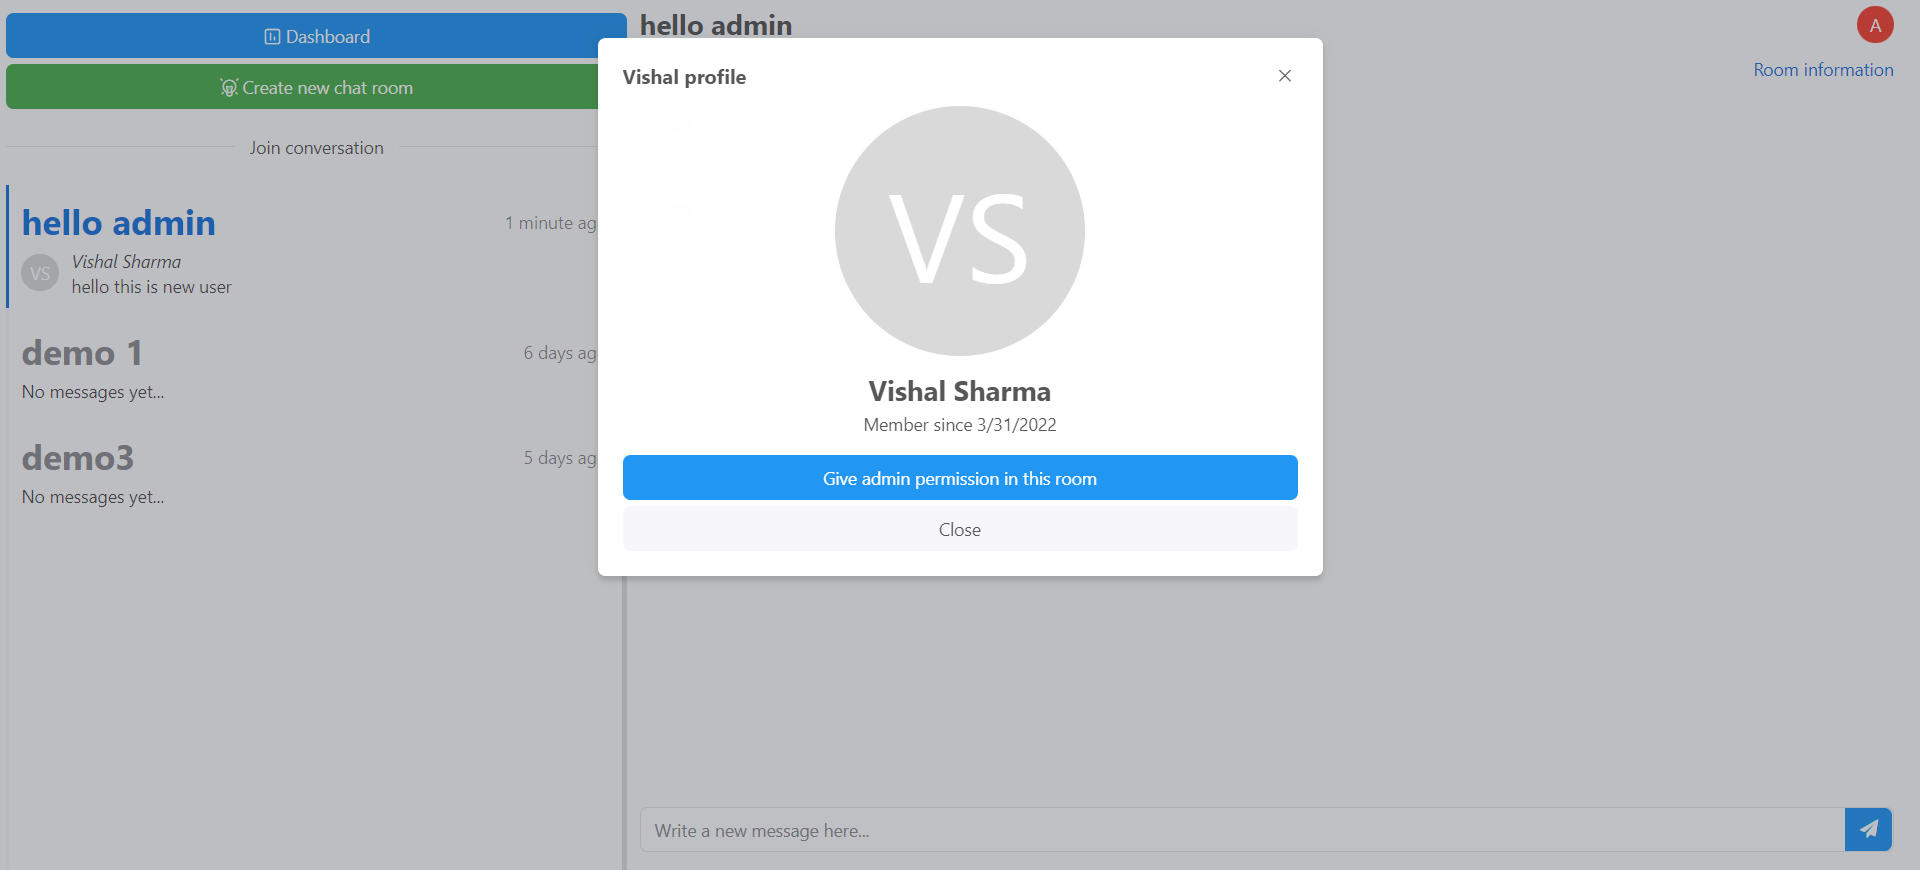 Dashboard
Create new chat room
Join conversation
hello admin
1 minute ag
VS
Vishal Sharma
hello this is new user
demo 1
6 days ag
No messages yet...
demo3
5 days ag
No messages yet...
hello admin
A
Room information
Vishal profile
VS
Vishal Sharma
Member since 3/31/2022
Give admin permission in this room
Close
Write a new message here...